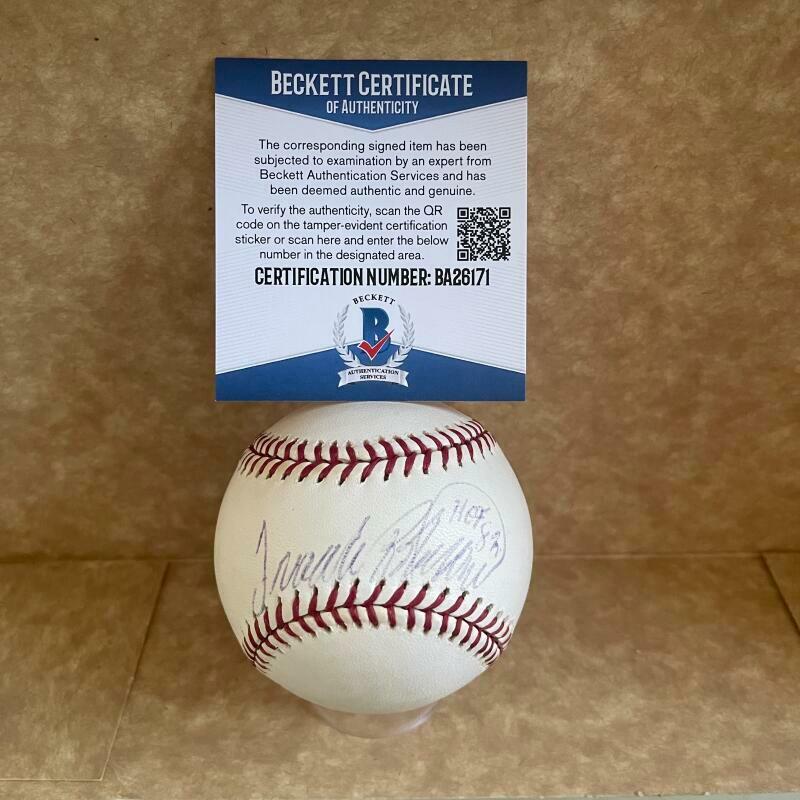 BECKETT CERTIFICATE
OF AUTHENTICITY
The corresponding signed item has been
subjected to examination by an expert from
Beckett Authentication Services and has
been deemed authentic and genuine.
To verify the authenticity, scan the QR
code on the tamper-evident certification
sticker or scan here and enter the below
number in the designated area.
CERTIFICATION NUMBER: BA26171
BECKETT
B
AUTHENTICATION
SERVICES
HOF
Frank